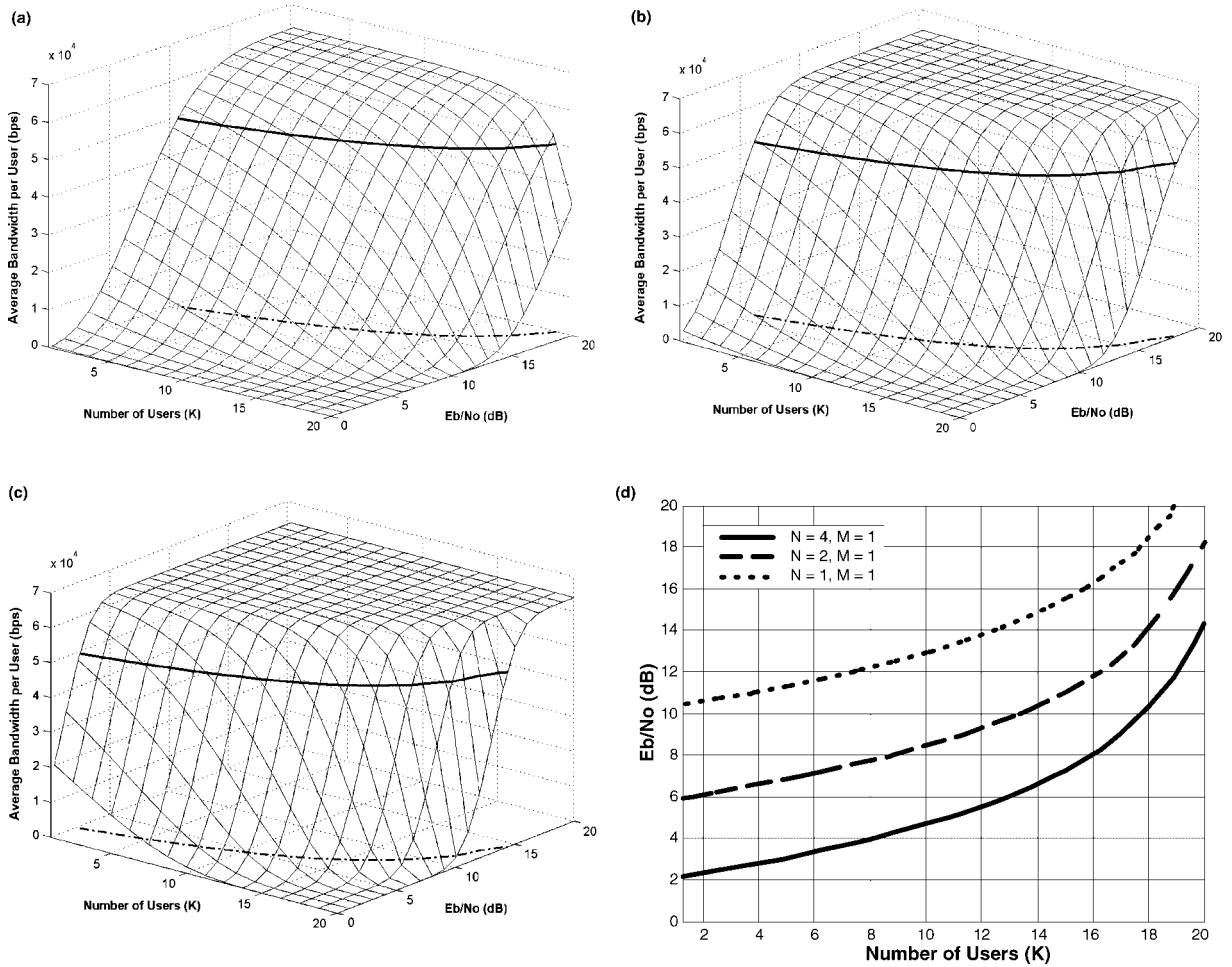 (a)
x 10
4
7
6
5
4
3
2
1
0
Average Bandwidth per User (bps)
5
10
15
20
Number of Users (K)
0
5
10
15
20
Eb/No (dB)
(b)
x 10
4
7
6
5
4
3
2
1
0
Average Bandwidth per User (bps)
5
10
15
20
Number of Users (K)
0
5
10
15
20
Eb/No (dB)
(c)
x 10
4
7
6
5
4
3
2
1
0
Average Bandwidth per User (bps)
5
10
15
20
Number of Users (K)
0
5
10
15
20
Eb/No (dB)
(d)
20
18
16
14
12
10
8
6
4
2
0
Eb/No (dB)
N = 4, M = 1
N = 2, M = 1
N = 1, M = 1
2 4 6 8 10 12 14 16 18 20
Number of Users (K)